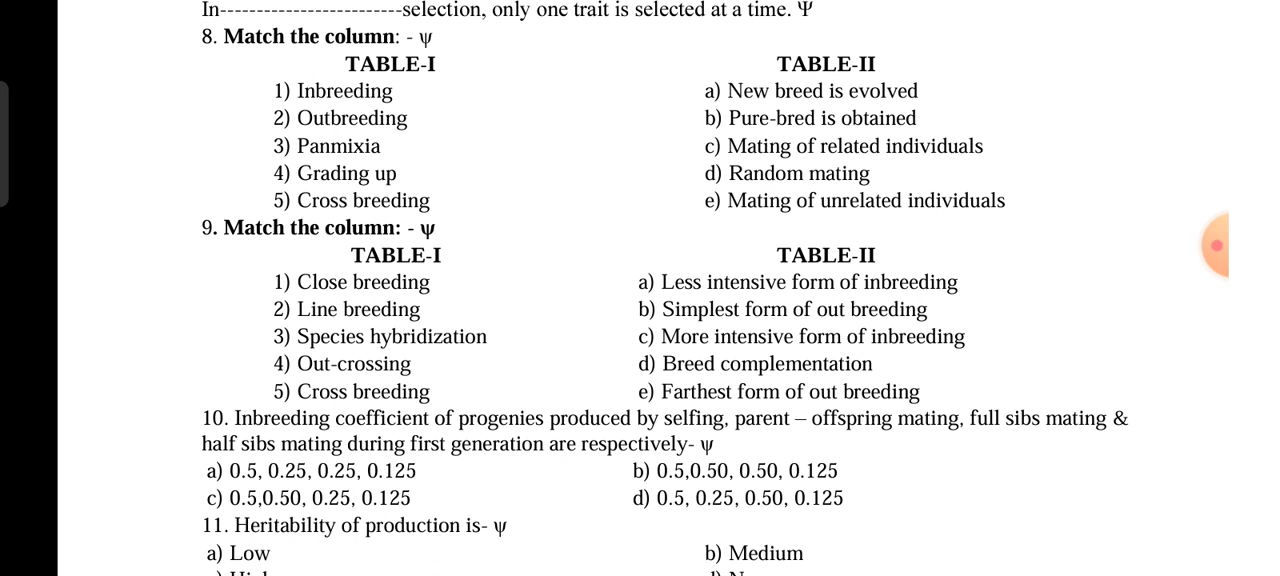 In-------------------------selection, only one trait is selected at a time. Ψ
8. Match the column: - ψ
TABLE-I TABLE-II
1) Inbreeding a) New breed is evolved
2) Outbreeding b) Pure-bred is obtained
3) Panmixia c) Mating of related individuals
4) Grading up d) Random mating
5) Cross breeding e) Mating of unrelated individuals
9. Match the column: - ψ
TABLE-I TABLE-II
1) Close breeding a) Less intensive form of inbreeding
2) Line breeding b) Simplest form of out breeding
3) Species hybridization c) More intensive form of inbreeding
4) Out-crossing d) Breed complementation
5) Cross breeding e) Farthest form of out breeding
10. Inbreeding coefficient of progenies produced by selfing, parent – offspring mating, full sibs mating &
half sibs mating during first generation are respectively- ψ
a) 0.5, 0.25, 0.25, 0.125 b) 0.5,0.50, 0.50, 0.125
c) 0.5,0.50, 0.25, 0.125 d) 0.5, 0.25, 0.50, 0.125
11. Heritability of production is- ψ
a) Low b) Medium